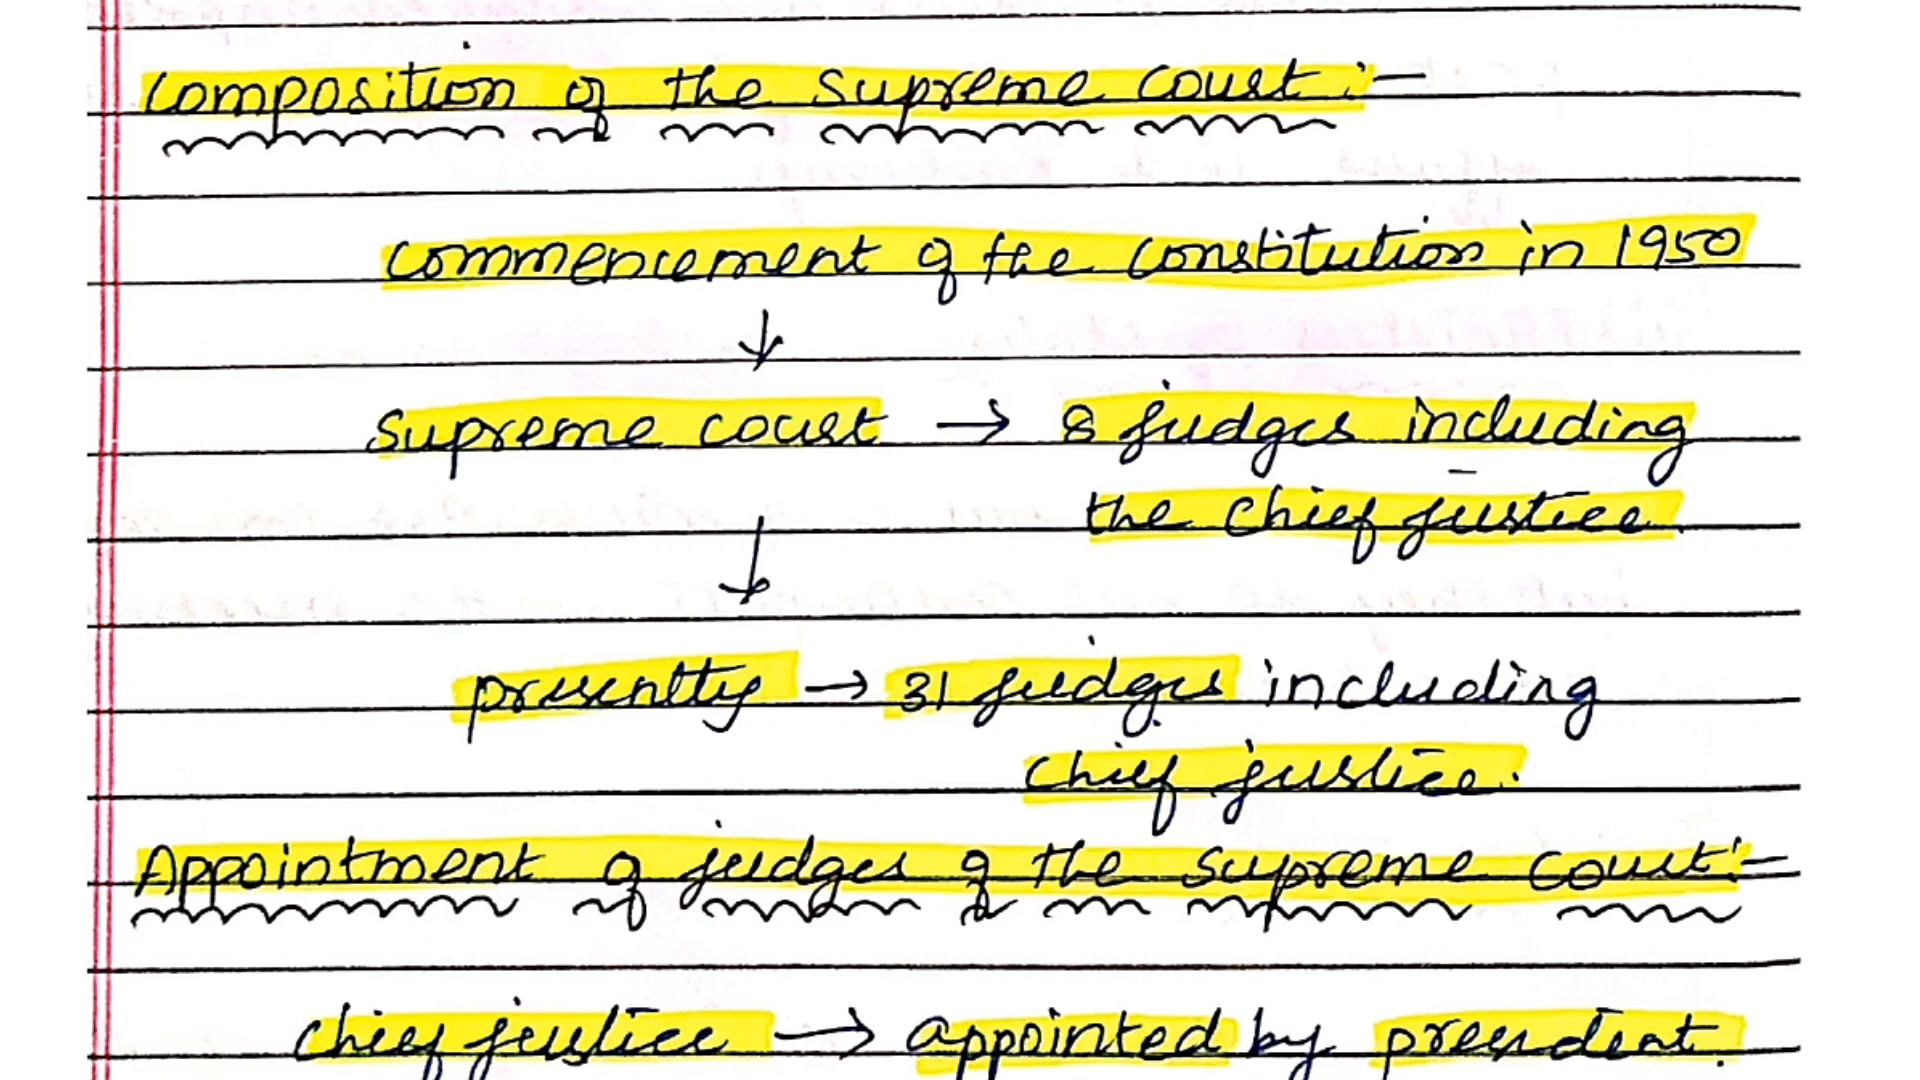 Composition of the Supreme Court :-
Commencement of the Constitution in 1950
↓
Supreme Court → 8 judges including
the Chief justice.
↓
presently → 31 judges including
chief justice.
Appointment of judges of the Supreme Court :-
Chief justice → appointed by president.